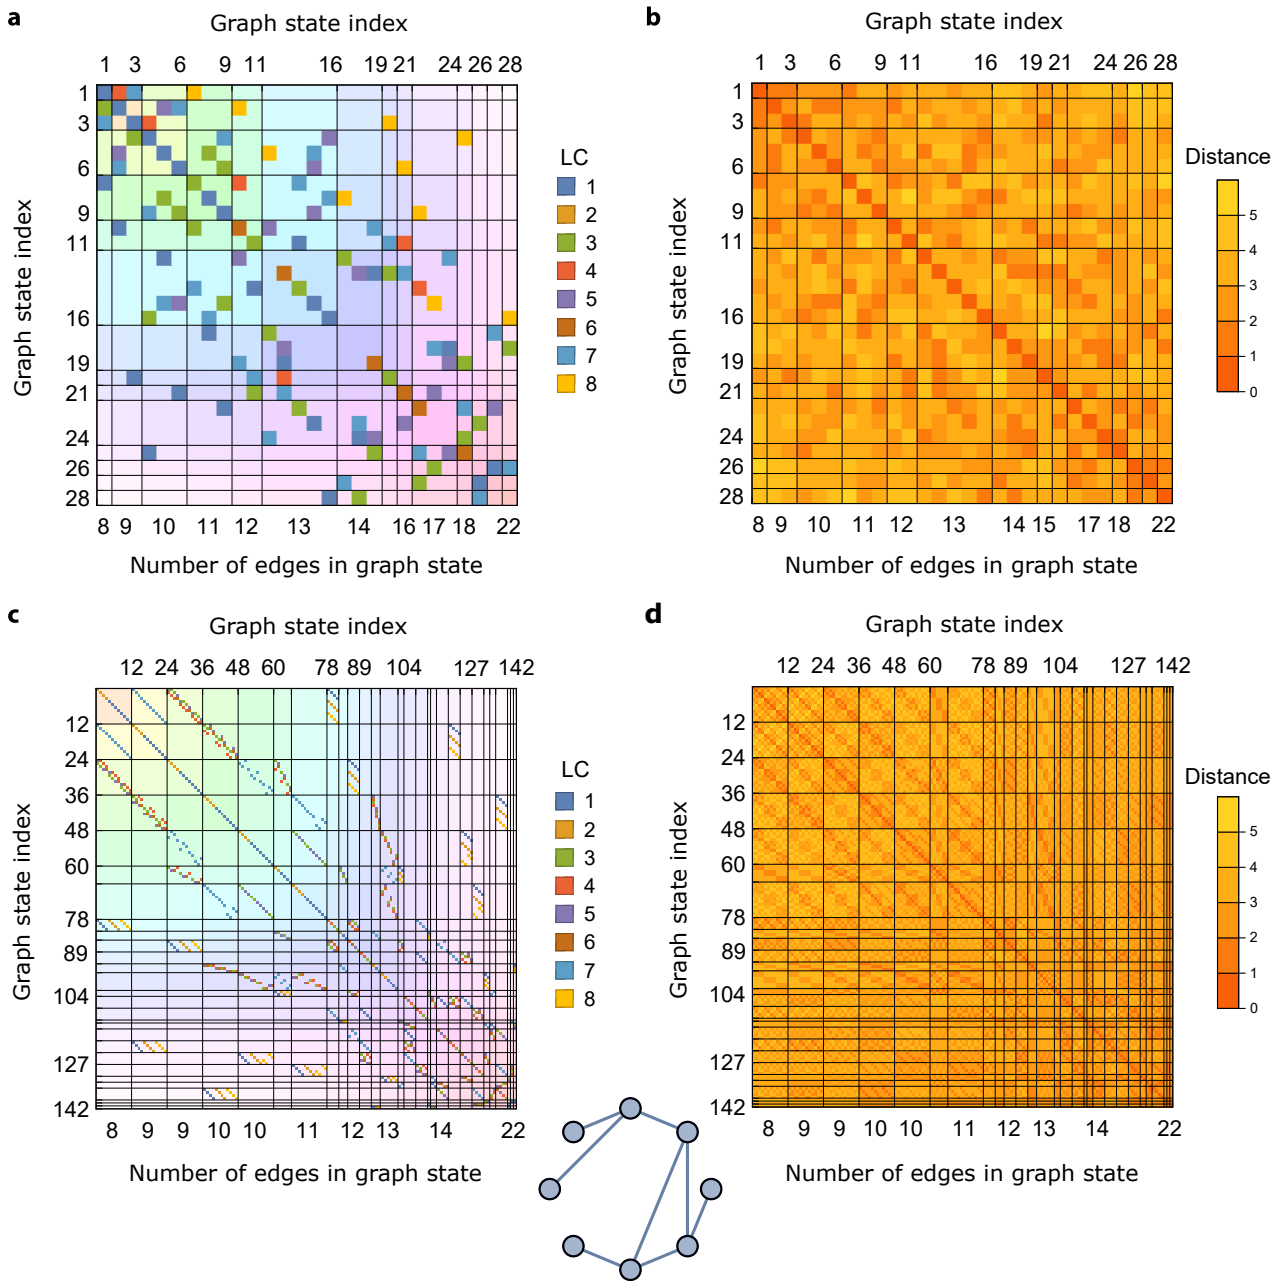 a
Graph state index
1 3 6 9 11 16 19 21 24 26 28
Graph state index
1
3
6
9
11
16
19
21
24
26
28
8 9 10 11 12 13 14 16 17 18 22
Number of edges in graph state
LC
1
2
3
4
5
6
7
8
b
Graph state index
1 3 6 9 11 16 19 21 24 26 28
Graph state index
1
3
6
9
11
16
19
21
24
26
28
8 9 10 11 12 13 14 15 17 18 22
Number of edges in graph state
Distance
5
4
3
2
1
0
c
Graph state index
12 24 36 48 60 78 89 104 127 142
Graph state index
12
24
36
48
60
78
89
104
127
142
8 9 9 10 10 11 12 13 14 22
Number of edges in graph state
LC
1
2
3
4
5
6
7
8
d
Graph state index
12 24 36 48 60 78 89 104 127 142
Graph state index
12
24
36
48
60
78
89
104
127
142
8 9 9 10 10 11 12 13 14 22
Number of edges in graph state
Distance
5
4
3
2
1
0